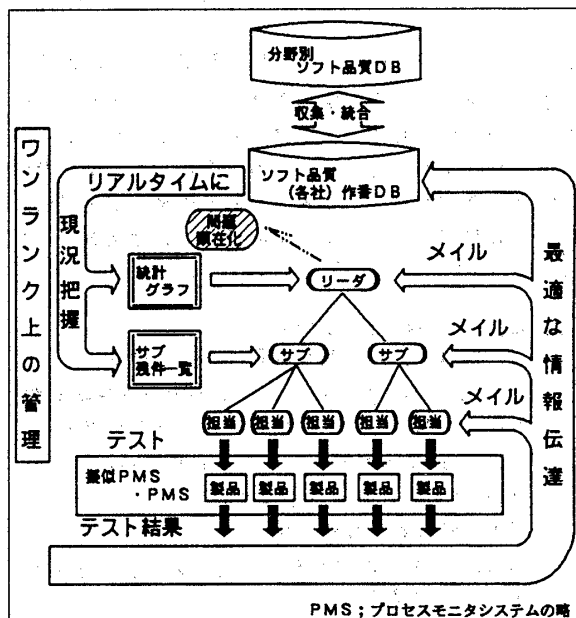 分野別
ソフト品質DB
収集・統合
ソフト品質
(各社)作番DB
ワンランク上の管理
リアルタイムに
現況把握
問題
顕在化
統計
グラフ
リーダ
メイル
最適な情報伝達
サブ
残件一覧
サブ
サブ
メイル
メイル
担当
担当
担当
担当
担当
テスト
擬似PMS
・PMS
製品
製品
製品
製品
製品
テスト結果
PMS;プロセスモニタシステムの略